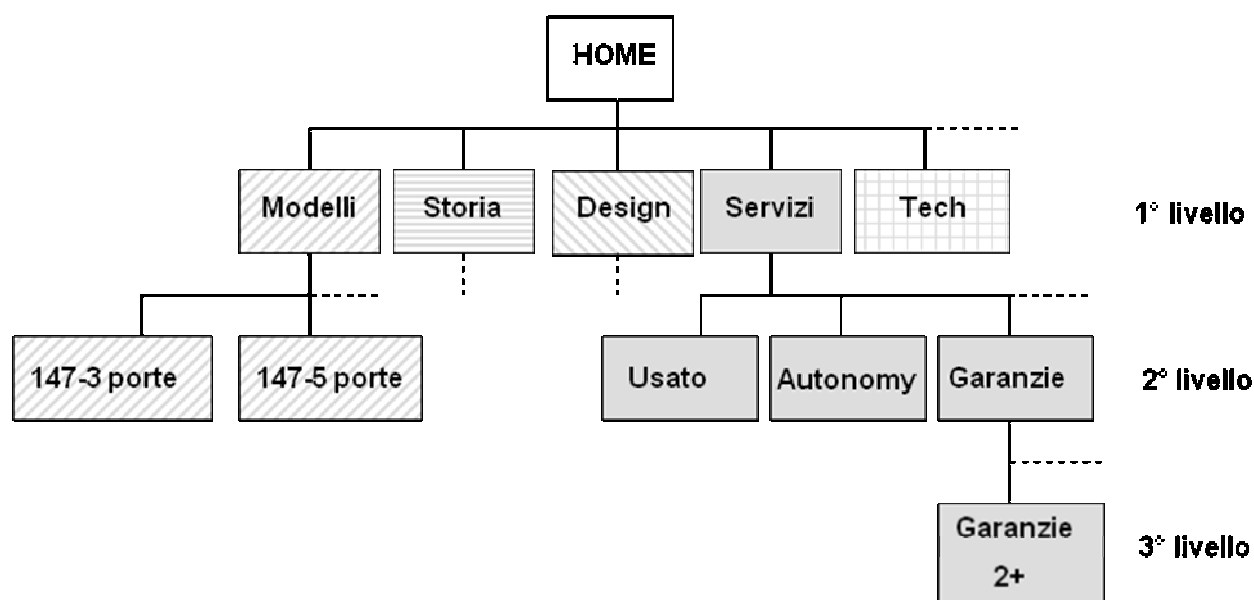 HOME
Modelli
Storia
Design
Servizi
Tech
1° livello
147-3 porte
147-5 porte
Usato
Autonomy
Garanzie
2° livello
Garanzie
2+
3° livello